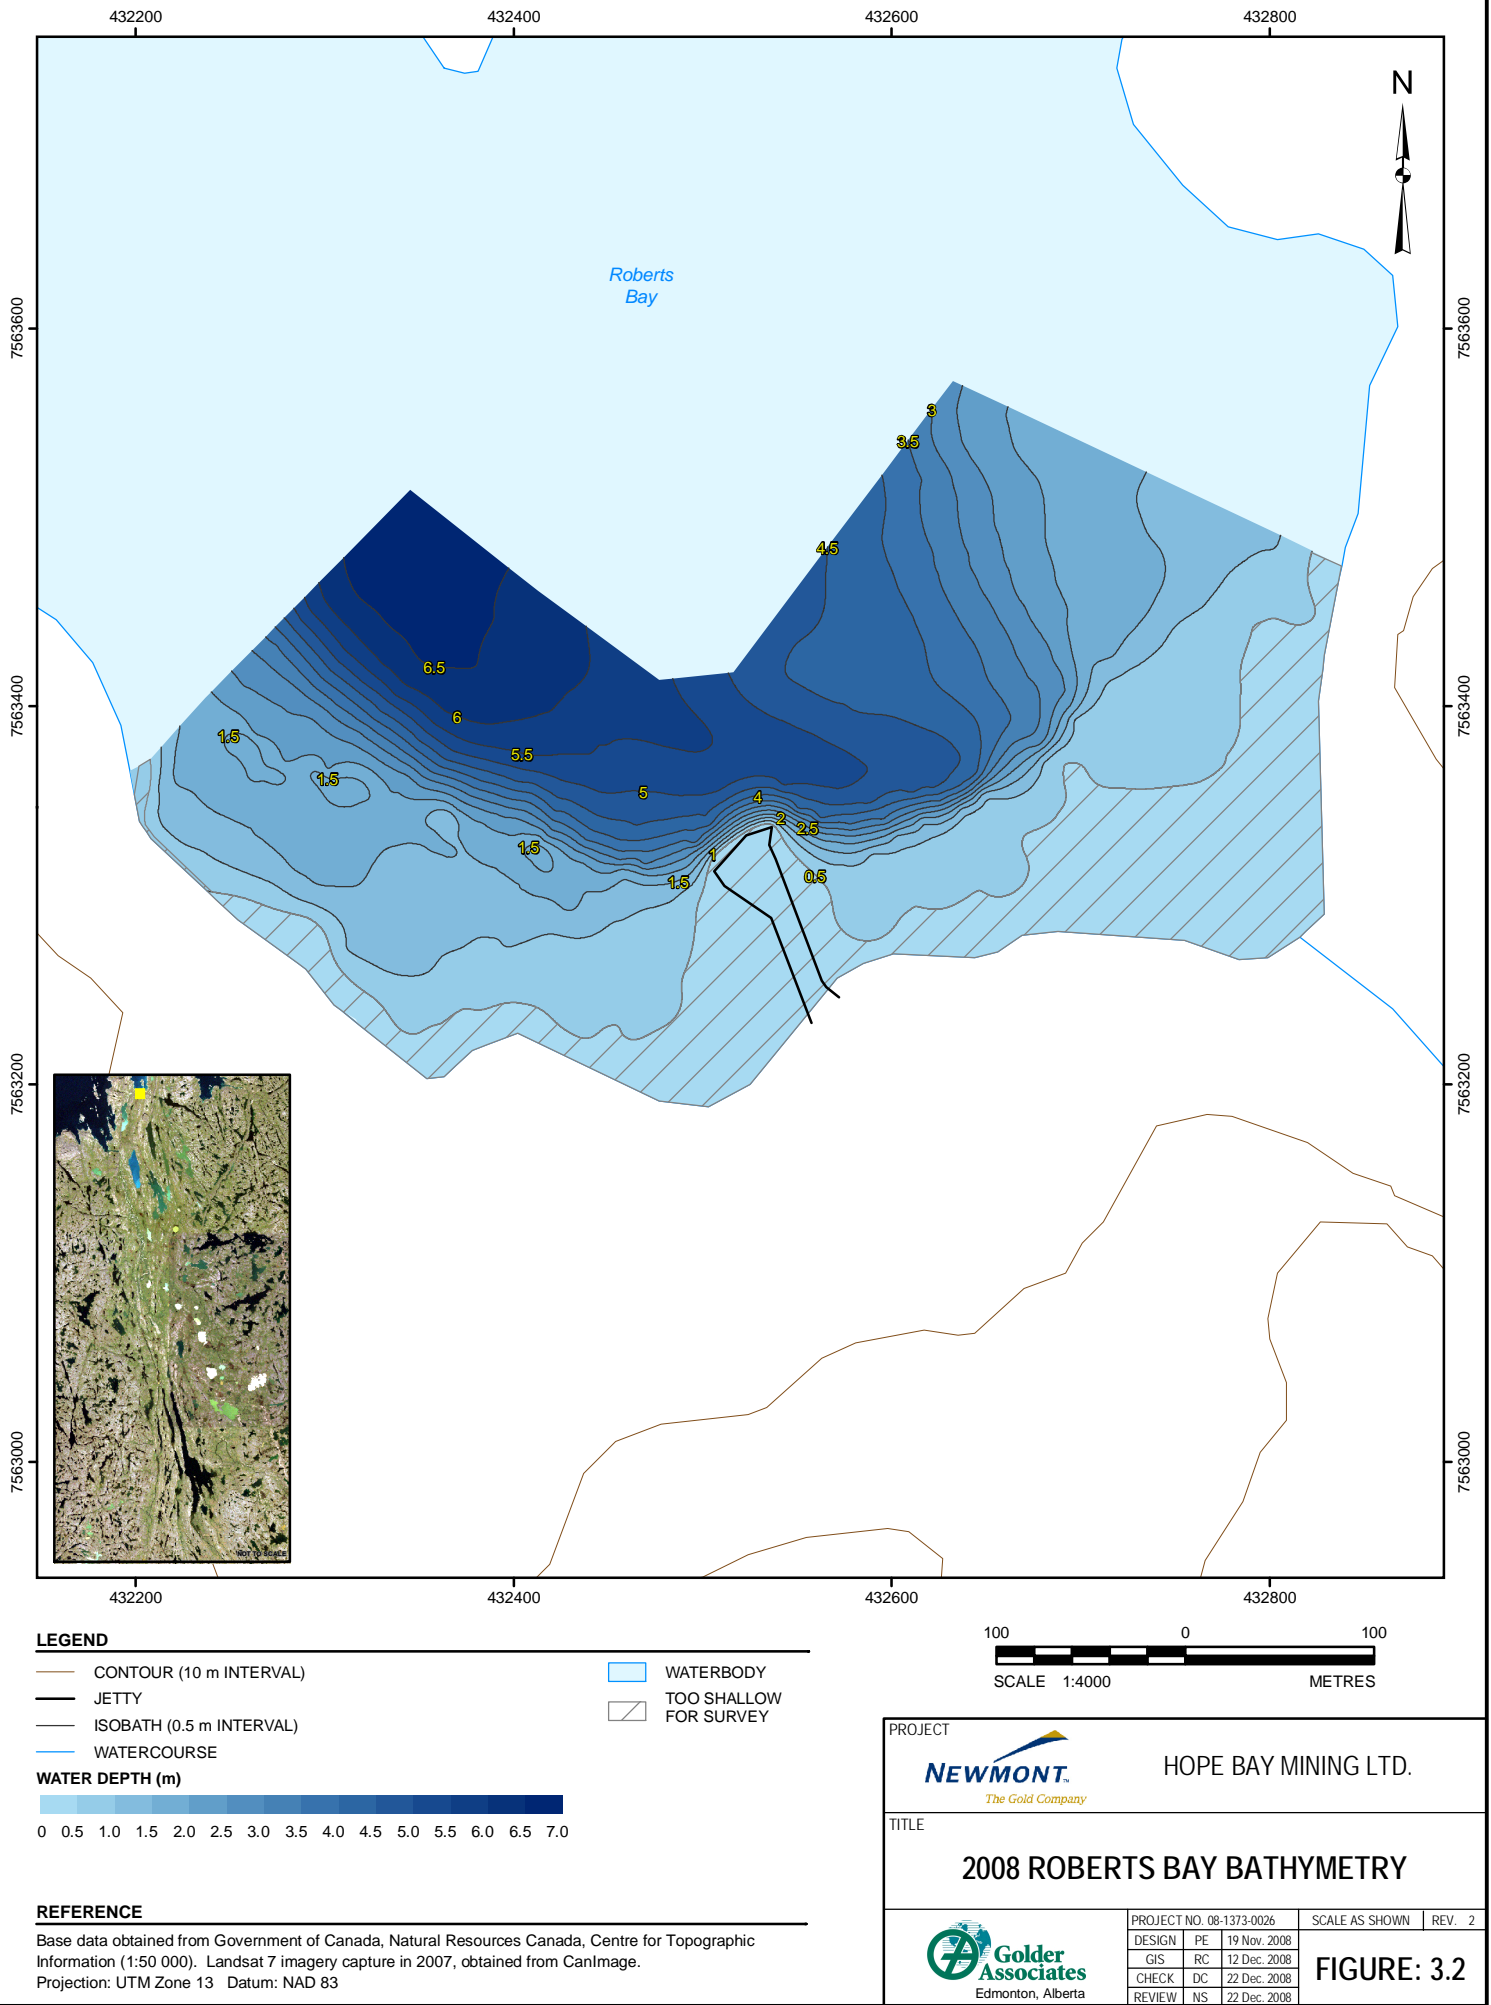 432200 432400 432600 432800
N
Roberts
Bay
7563600 7563600
3
3.5
4.5
6.5
6
7563400 7563400
1.5
5.5
1.5
5
4
2
2.5
1.5
1
0.5
1.5
7563200 7563200
7563000 7563000
NOT TO SCALE
432200 432400 432600 432800
LEGEND
CONTOUR (10 m INTERVAL)
JETTY
ISOBATH (0.5 m INTERVAL)
WATERCOURSE
WATERBODY
TOO SHALLOW
FOR SURVEY
WATER DEPTH (m)
0 0.5 1.0 1.5 2.0 2.5 3.0 3.5 4.0 4.5 5.0 5.5 6.0 6.5 7.0
100 0 100
SCALE 1:4000 METRES
REFERENCE
Base data obtained from Government of Canada, Natural Resources Canada, Centre for Topographic
Information (1:50 000). Landsat 7 imagery capture in 2007, obtained from CanImage.
Projection: UTM Zone 13 Datum: NAD 83
PROJECT
NEWMONT™
The Gold Company
HOPE BAY MINING LTD.
TITLE
2008 ROBERTS BAY BATHYMETRY
Golder
Associates
Edmonton, Alberta
PROJECT NO. 08-1373-0026 SCALE AS SHOWN REV. 2
DESIGN PE 19 Nov. 2008
GIS RC 12 Dec. 2008
CHECK DC 22 Dec. 2008
REVIEW NS 22 Dec. 2008
FIGURE: 3.2